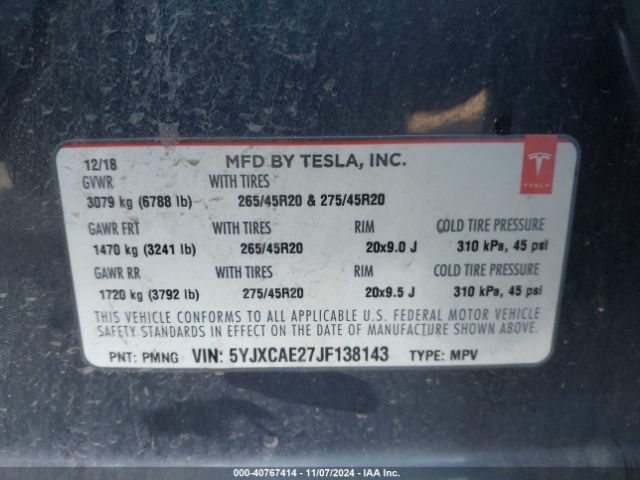 12/18 MFD BY TESLA, INC.
GVWR WITH TIRES
3079 kg (6788 lb) 265/45R20 & 275/45R20
TESLA
GAWR FRT WITH TIRES RIM COLD TIRE PRESSURE
1470 kg (3241 lb) 265/45R20 20x9.0 J 310 kPa, 45 psi
GAWR RR WITH TIRES RIM COLD TIRE PRESSURE
1720 kg (3792 lb) 275/45R20 20x9.5 J 310 kPa, 45 psi
THIS VEHICLE CONFORMS TO ALL APPLICABLE U.S. FEDERAL MOTOR VEHICLE
SAFETY STANDARDS IN EFFECT ON THE DATE OF MANUFACTURE SHOWN ABOVE.
PNT: PMNG VIN: 5YJXCAE27JF138143 TYPE: MPV
000-40767414 - 11/07/2024 - IAA Inc.